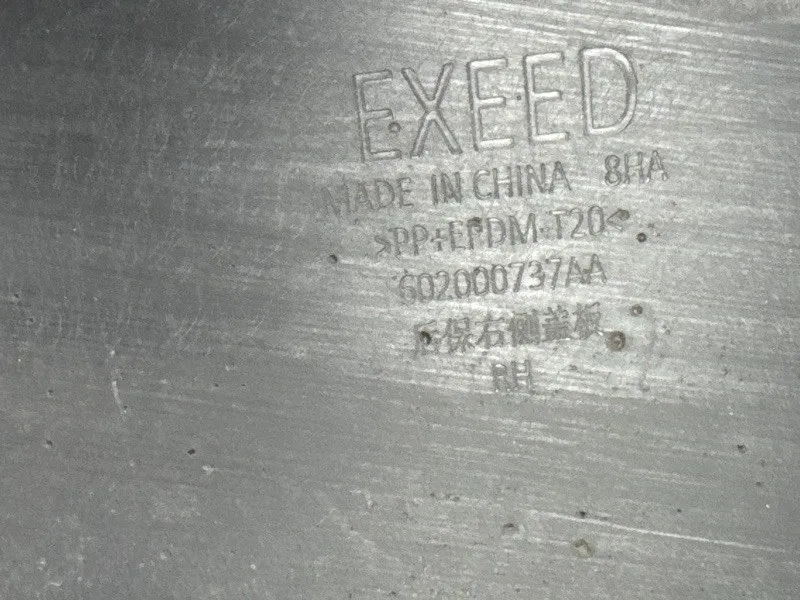 EXEED
MADE IN CHINA 8HA
>PP+EPDM-T20<
602000737AA
后保右侧盖板
RH